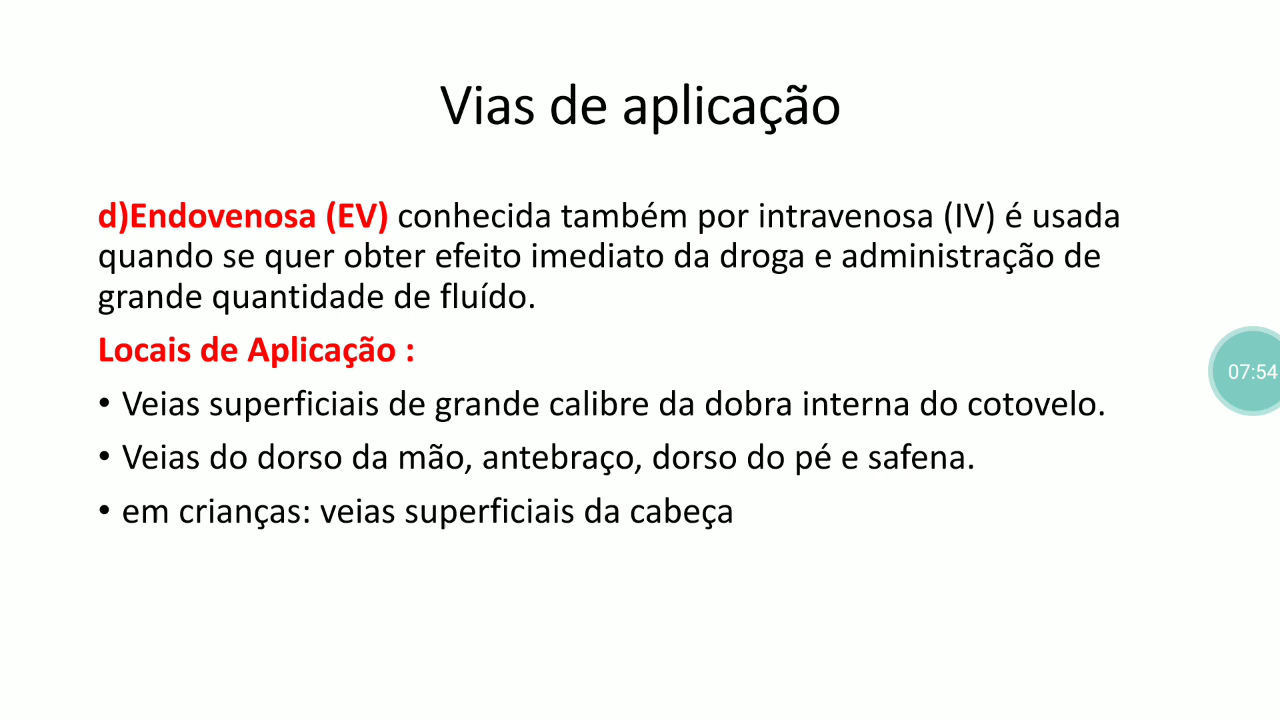 Vias de aplicação
d)Endovenosa (EV) conhecida também por intravenosa (IV) é usada
quando se quer obter efeito imediato da droga e administração de
grande quantidade de fluído.
Locais de Aplicação :
• Veias superficiais de grande calibre da dobra interna do cotovelo.
07:54
• Veias do dorso da mão, antebraço, dorso do pé e safena.
• em crianças: veias superficiais da cabeça